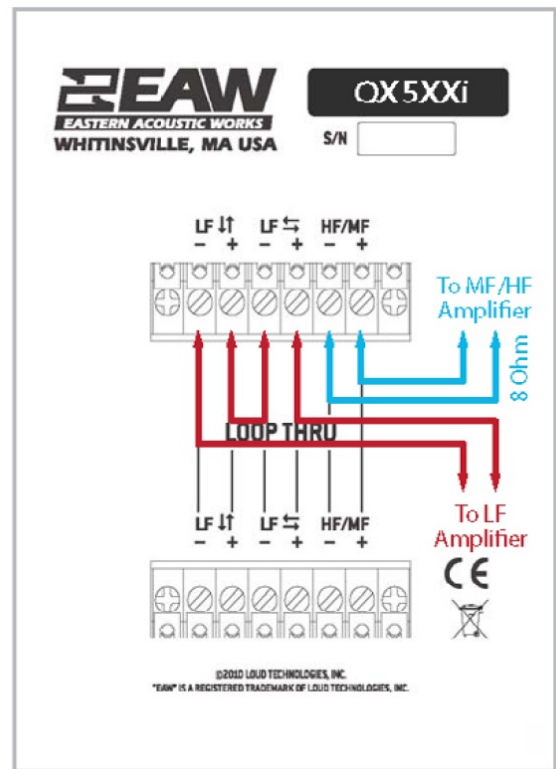 EAW
EASTERN ACOUSTIC WORKS
WHITINSVILLE, MA USA
QX5XXi
S/N
LF ↓↑ LF ⇆ HF/MF
- + - + - +
To MF/HF
Amplifier
8 Ohm
LOOP THRU
LF ↓↑ LF ⇆ HF/MF
- + - + - +
To LF
Amplifier
CE
©2010 LOUD TECHNOLOGIES, INC.
"EAW" IS A REGISTERED TRADEMARK OF LOUD TECHNOLOGIES, INC.